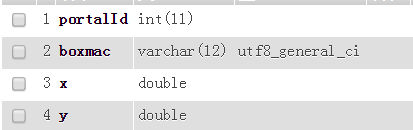 1 portalId int(11)
2 boxmac varchar(12) utf8_general_ci
3 x double
4 y double